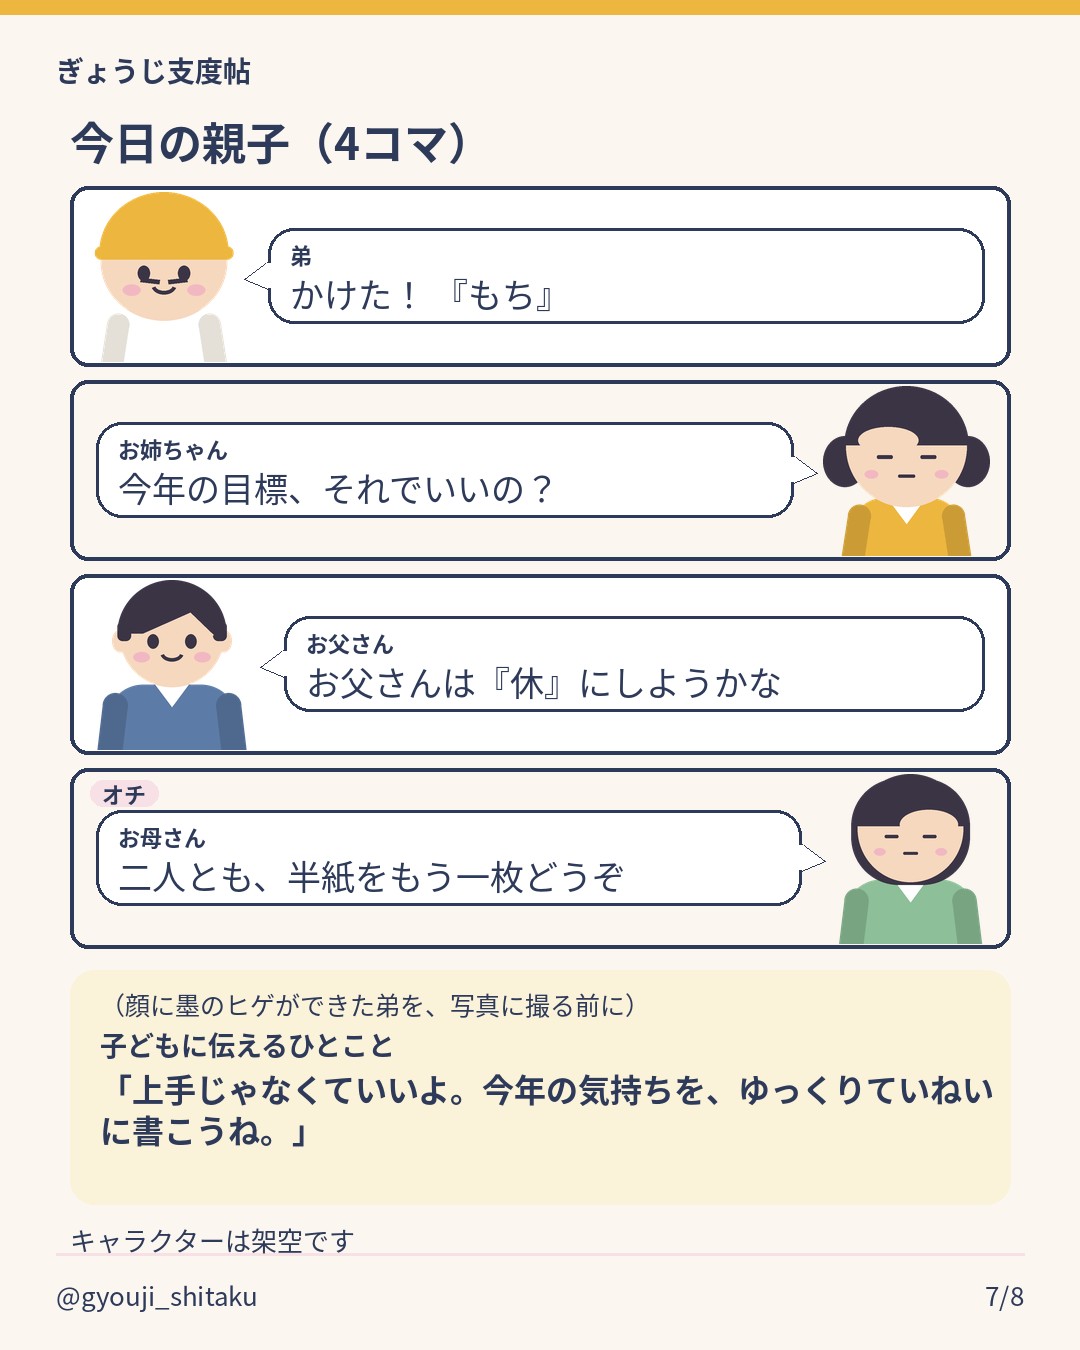 ぎょうじ支度帖
今日の親子（4コマ）
弟
かけた！『もち』
お姉ちゃん
今年の目標、それでいいの？
お父さん
お父さんは『休』にしようかな
オチ
お母さん
二人とも、半紙をもう一枚どうぞ
（顔に墨のヒゲができた弟を、写真に撮る前に）
子どもに伝えるひとこと
「上手じゃなくていいよ。今年の気持ちを、ゆっくりていねい
に書こうね。」
キャラクターは架空です
@gyouji_shitaku
7/8